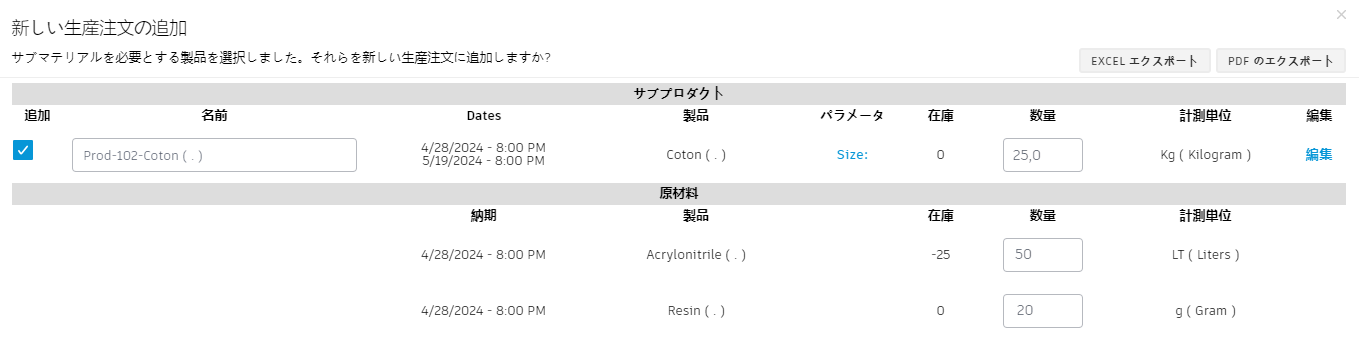 新しい生産注文の追加
サブマテリアルを必要とする製品を選択しました。それらを新しい生産注文に追加しますか?
EXCEL エクスポート PDF のエクスポート
サブプロダクト
追加 名前 Dates 製品 パラメータ 在庫 数量 計測単位 編集
4/28/2024 - 8:00 PM
Prod-102-Coton ( . ) Coton ( . ) Size: 0 25,0 Kg ( Kilogram ) 編集
5/19/2024 - 8:00 PM
原材料
納期 製品 在庫 数量 計測単位
4/28/2024 - 8:00 PM Acrylonitrile ( . ) -25 50 LT ( Liters )
4/28/2024 - 8:00 PM Resin ( . ) 0 20 g ( Gram )